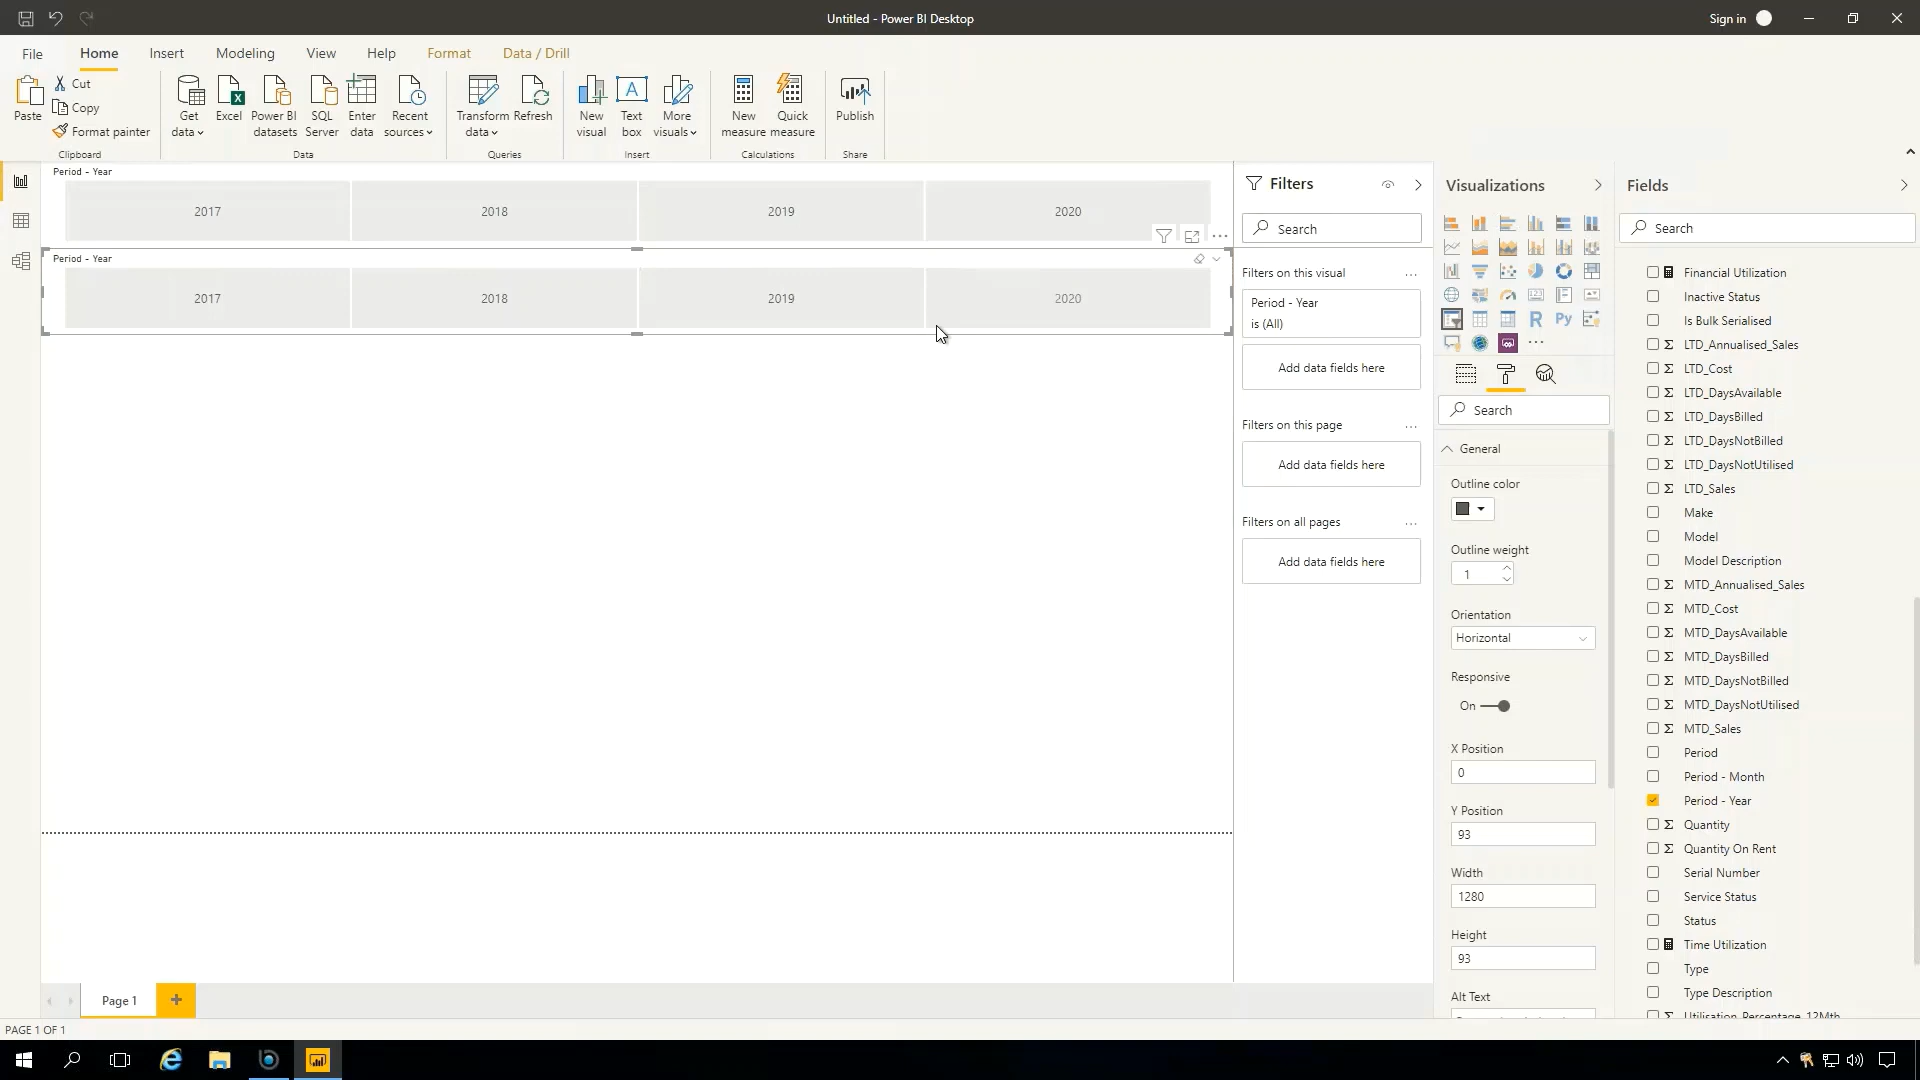 Untitled - Power BI Desktop
Sign in
File
Home
Insert
Modeling
View
Help
Format
Data / Drill
Paste
Cut
Copy
Format painter
Clipboard
Get data
Excel
Power BI datasets
SQL Server
Enter data
Recent sources
Data
Transform data
Refresh
Queries
New visual
Text box
More visuals
Insert
New measure
Quick measure
Calculations
Publish
Share
Period - Year
2017
2018
2019
2020
Period - Year
2017
2018
2019
2020
Filters
Search
Filters on this visual
Period - Year
is (All)
Add data fields here
Filters on this page
Add data fields here
Filters on all pages
Add data fields here
Visualizations
R
Py
Search
General
Outline color
Outline weight
1
Orientation
Horizontal
Responsive
On
X Position
0
Y Position
93
Width
1280
Height
93
Alt Text
Fields
Search
Financial Utilization
Inactive Status
Is Bulk Serialised
LTD_Annualised_Sales
LTD_Cost
LTD_DaysAvailable
LTD_DaysBilled
LTD_DaysNotBilled
LTD_DaysNotUtilised
LTD_Sales
Make
Model
Model Description
MTD_Annualised_Sales
MTD_Cost
MTD_DaysAvailable
MTD_DaysBilled
MTD_DaysNotBilled
MTD_DaysNotUtilised
MTD_Sales
Period
Period - Month
Period - Year
Quantity
Quantity On Rent
Serial Number
Service Status
Status
Time Utilization
Type
Type Description
Utilisation_Percentage_12Mth
Page 1
PAGE 1 OF 1